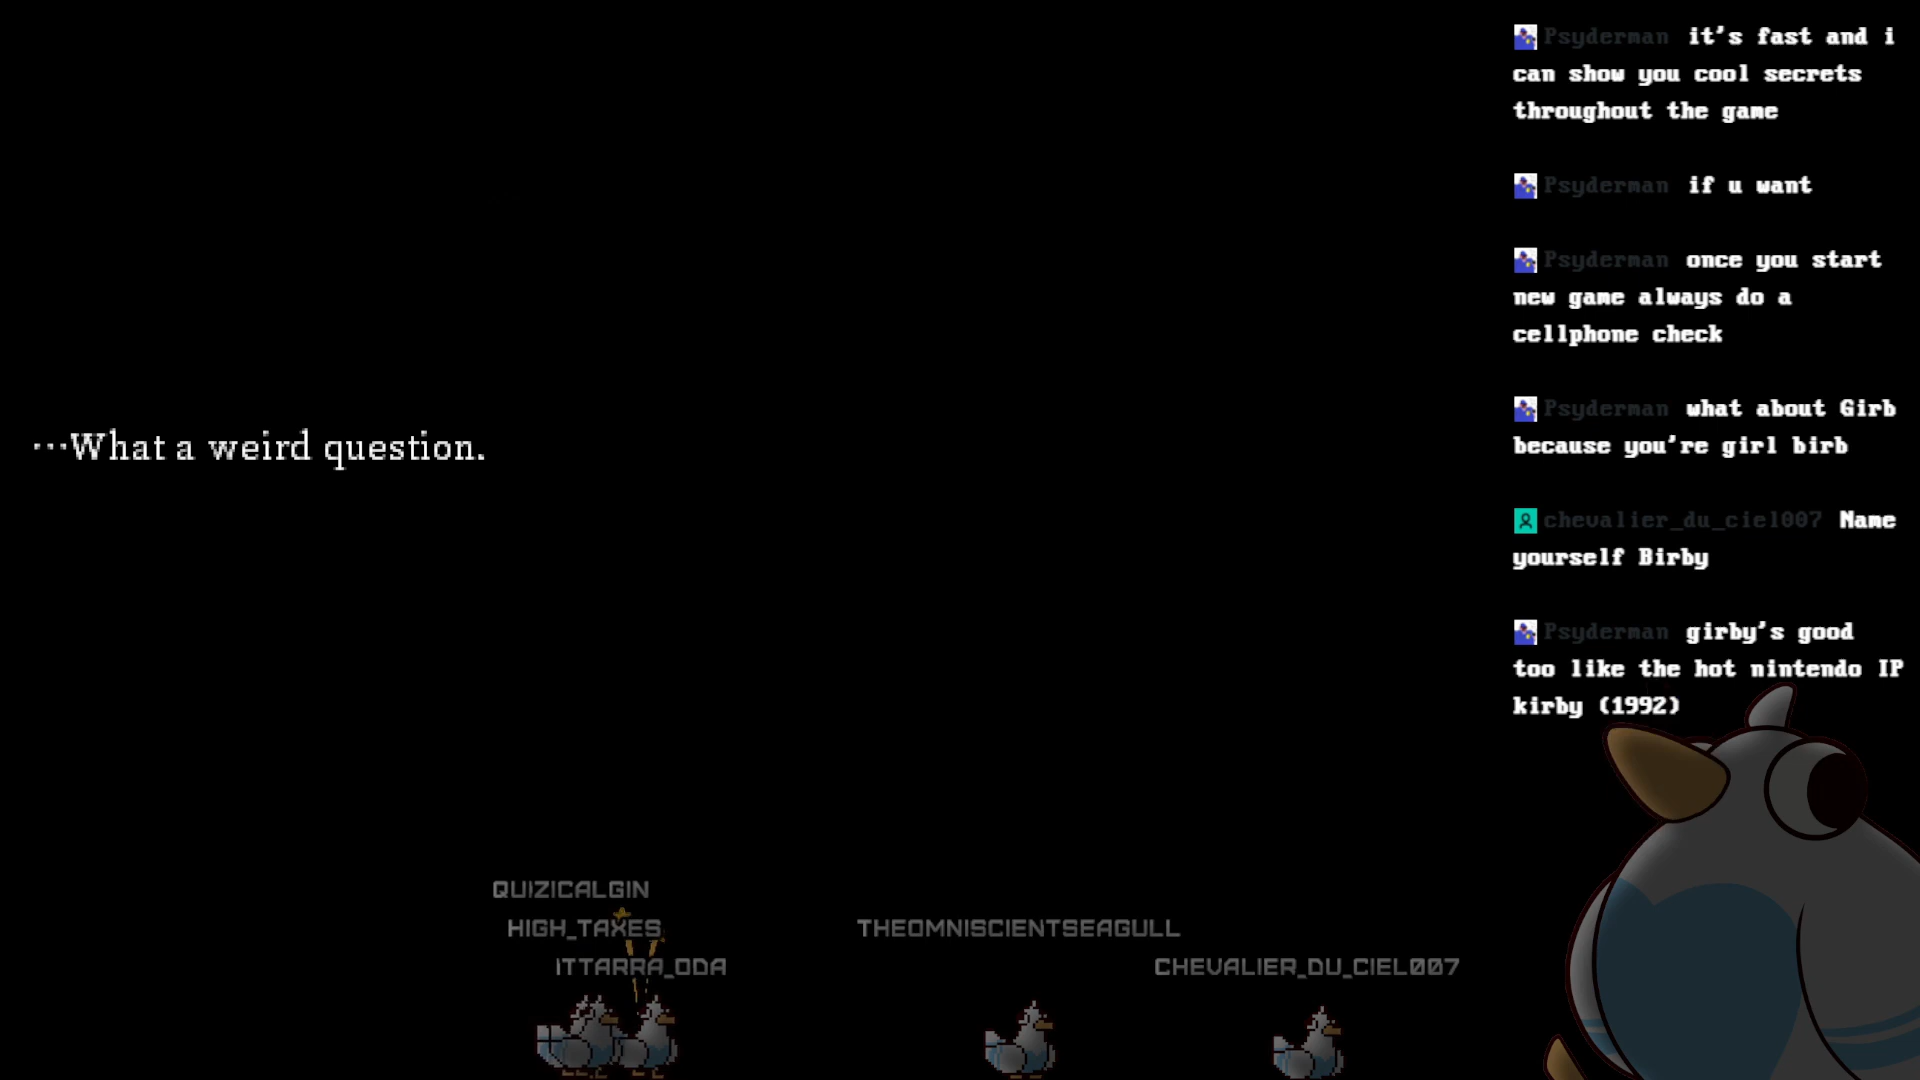 ···What a weird question.
Psyderman it's fast and i
can show you cool secrets
throughout the game
Psyderman if u want
Psyderman once you start
new game always do a
cellphone check
Psyderman what about Girb
because you're girl birb
chevalier_du_ciel007 Name
yourself Birby
Psyderman girby's good
too like the hot nintendo IP
kirby (1992)
QUIZICALGIN
HIGH_TAXES
ITTARRA_ODA
THEOMNISCIENTSEAGULL
CHEVALIER_DU_CIEL007